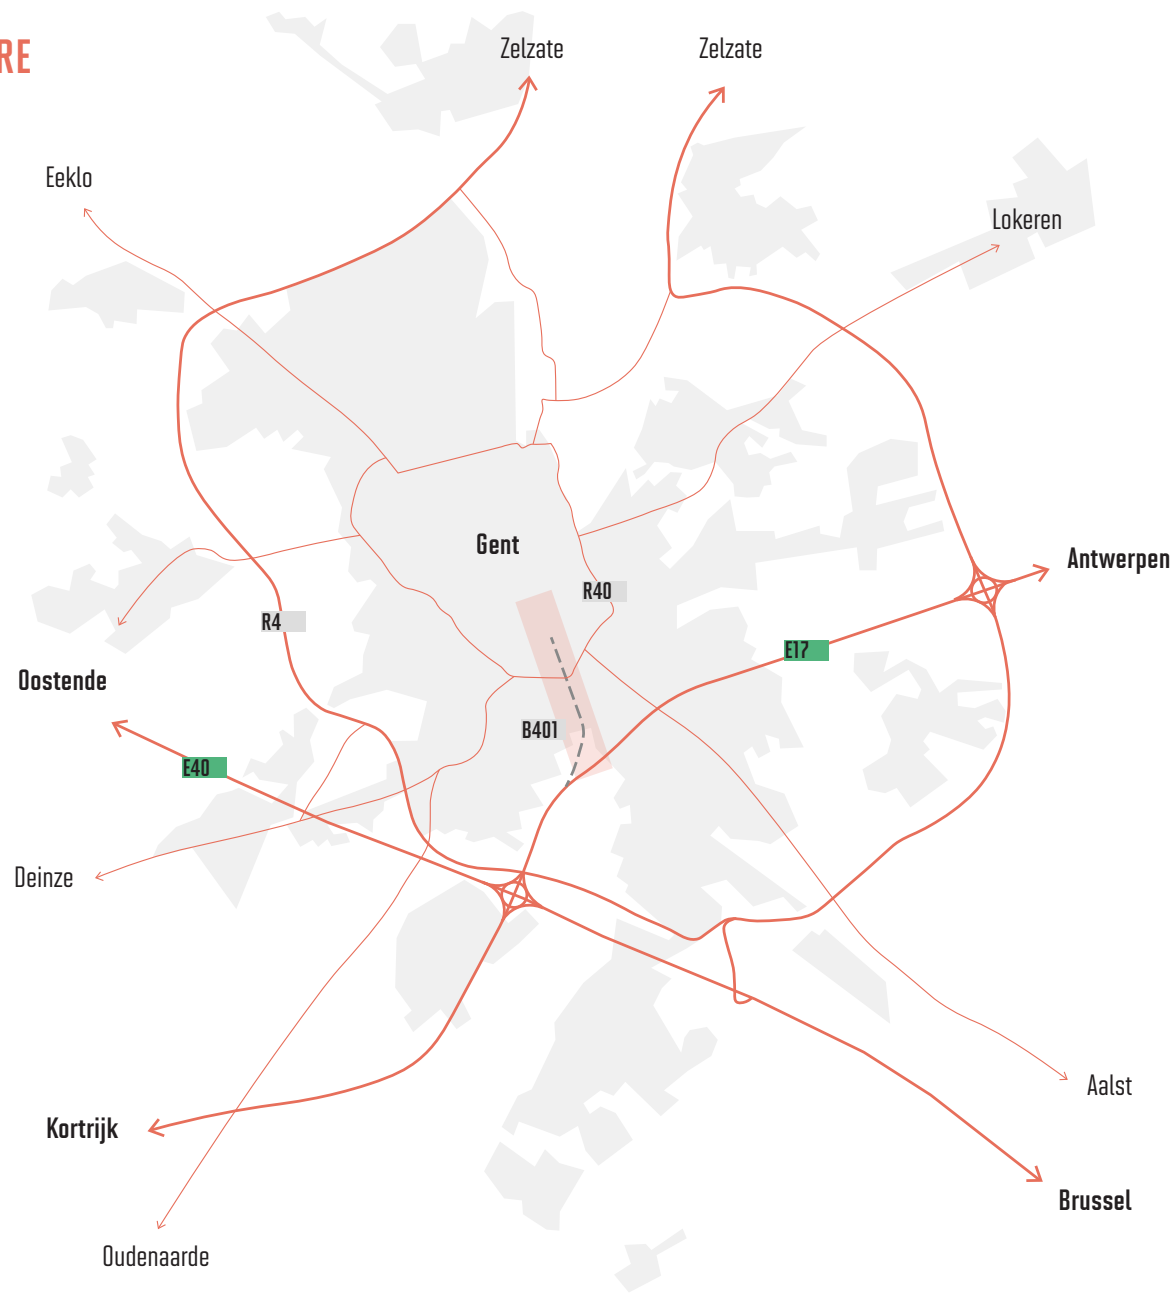 RE
Zelzate
Zelzate
Eeklo
Lokeren
Gent
Antwerpen
R40
R4
E17
Oostende
B401
E40
Deinze
Aalst
Kortrijk
Brussel
Oudenaarde